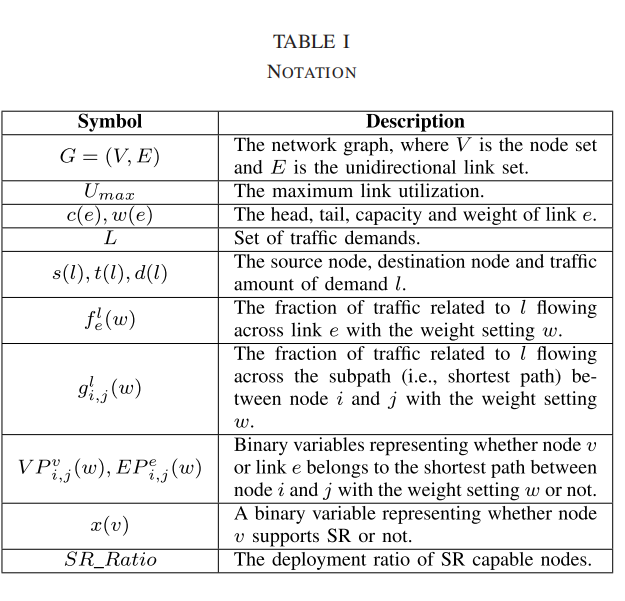 TABLE I
NOTATION
Symbol Description
G = (V, E) The network graph, where V is the node set
and E is the unidirectional link set.
U_max The maximum link utilization.
c(e), w(e) The head, tail, capacity and weight of link e.
L Set of traffic demands.
s(l), t(l), d(l) The source node, destination node and traffic
amount of demand l.
f_e^l(w) The fraction of traffic related to l flowing
across link e with the weight setting w.
g_{i,j}^l(w) The fraction of traffic related to l flowing
across the subpath (i.e., shortest path) be-
tween node i and j with the weight setting
w.
VP_{i,j}^v(w), EP_{i,j}^e(w) Binary variables representing whether node v
or link e belongs to the shortest path between
node i and j with the weight setting w or not.
x(v) A binary variable representing whether node
v supports SR or not.
SR_Ratio The deployment ratio of SR capable nodes.